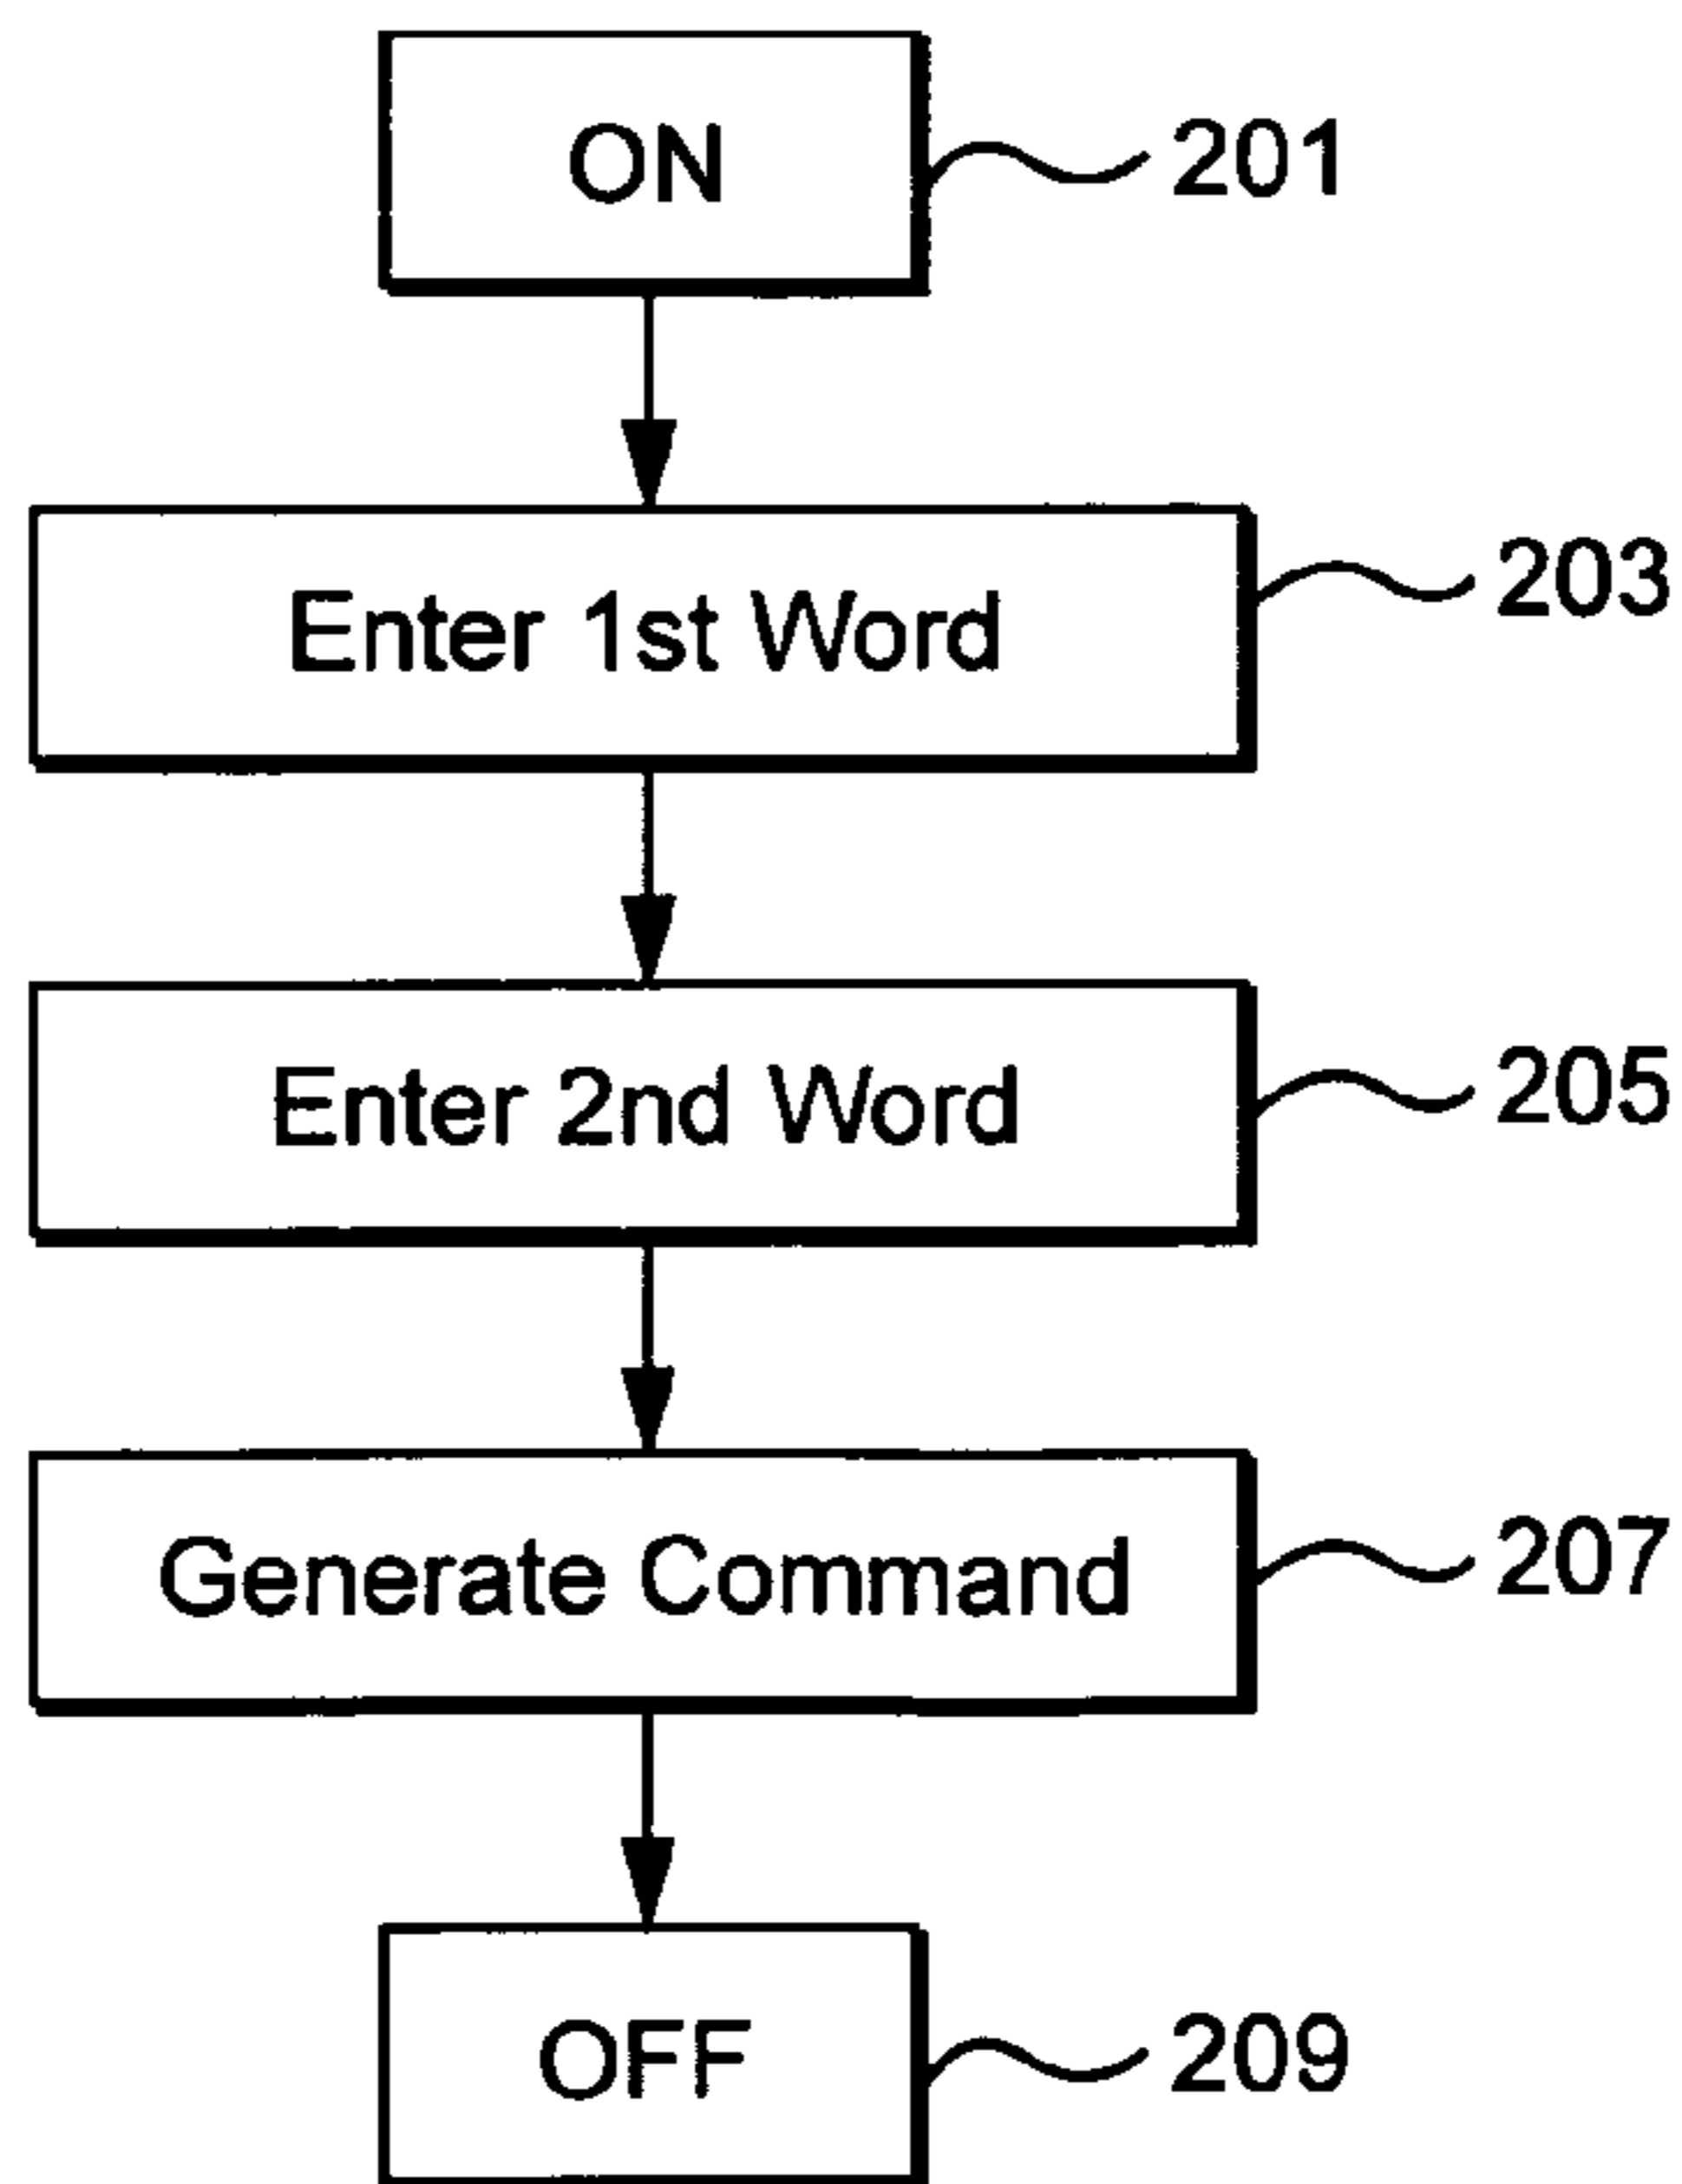 ON
201
Enter 1st Word
203
Enter 2nd Word
205
Generate Command
207
OFF
209